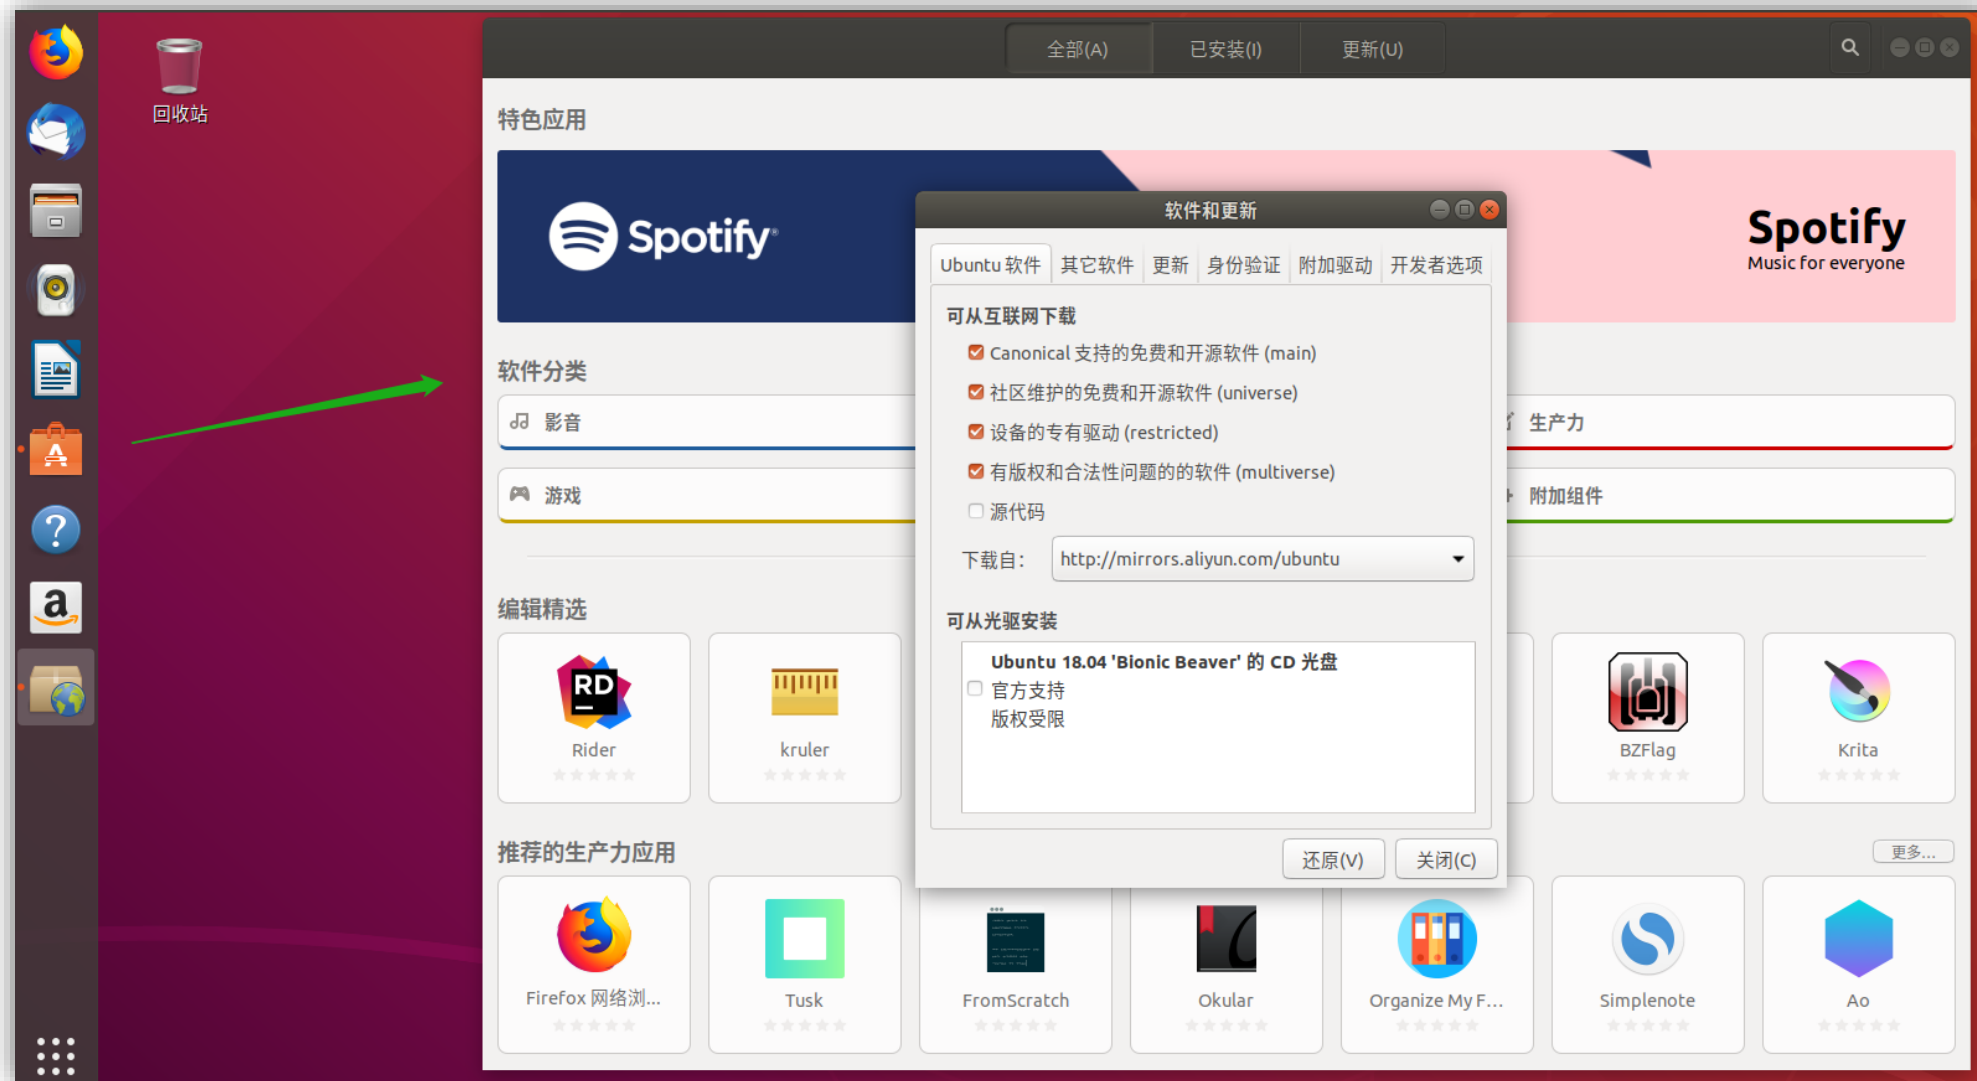 回收站
全部(A)
已安装(I)
更新(U)
特色应用
Spotify
Spotify
Music for everyone
软件分类
影音
生产力
游戏
附加组件
编辑精选
Rider
kruler
BZFlag
Krita
RD
推荐的生产力应用
更多...
Firefox 网络浏...
Tusk
FromScratch
Okular
Organize My F...
Simplenote
Ao
软件和更新
Ubuntu 软件
其它软件
更新
身份验证
附加驱动
开发者选项
可从互联网下载
Canonical 支持的免费和开源软件 (main)
社区维护的免费和开源软件 (universe)
设备的专有驱动 (restricted)
有版权和合法性问题的的软件 (multiverse)
源代码
下载自:
http://mirrors.aliyun.com/ubuntu
可从光驱安装
Ubuntu 18.04 'Bionic Beaver' 的 CD 光盘
官方支持
版权受限
还原(V)
关闭(C)